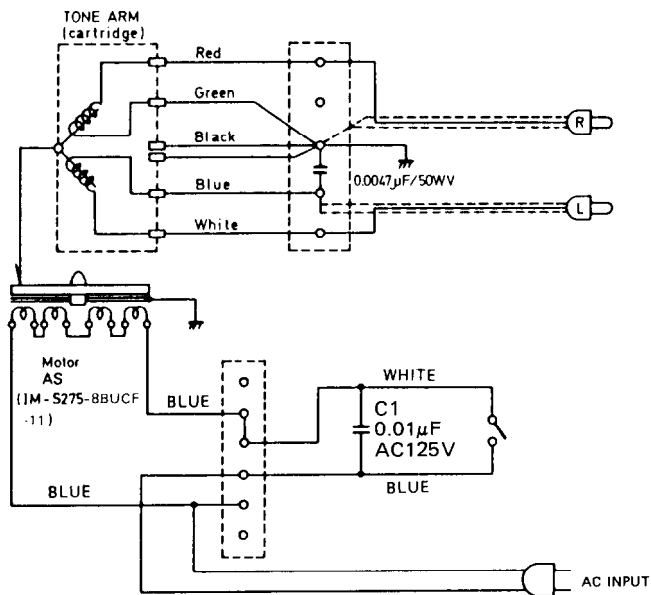 TONE ARM
(cartridge)
Red
Green
Black
Blue
White
R
L
0.0047µF/50WV
Motor
AS
(IM-S275-8BUCF
-11)
BLUE
WHITE
C1
0.01µF
AC125V
BLUE
BLUE
AC INPUT